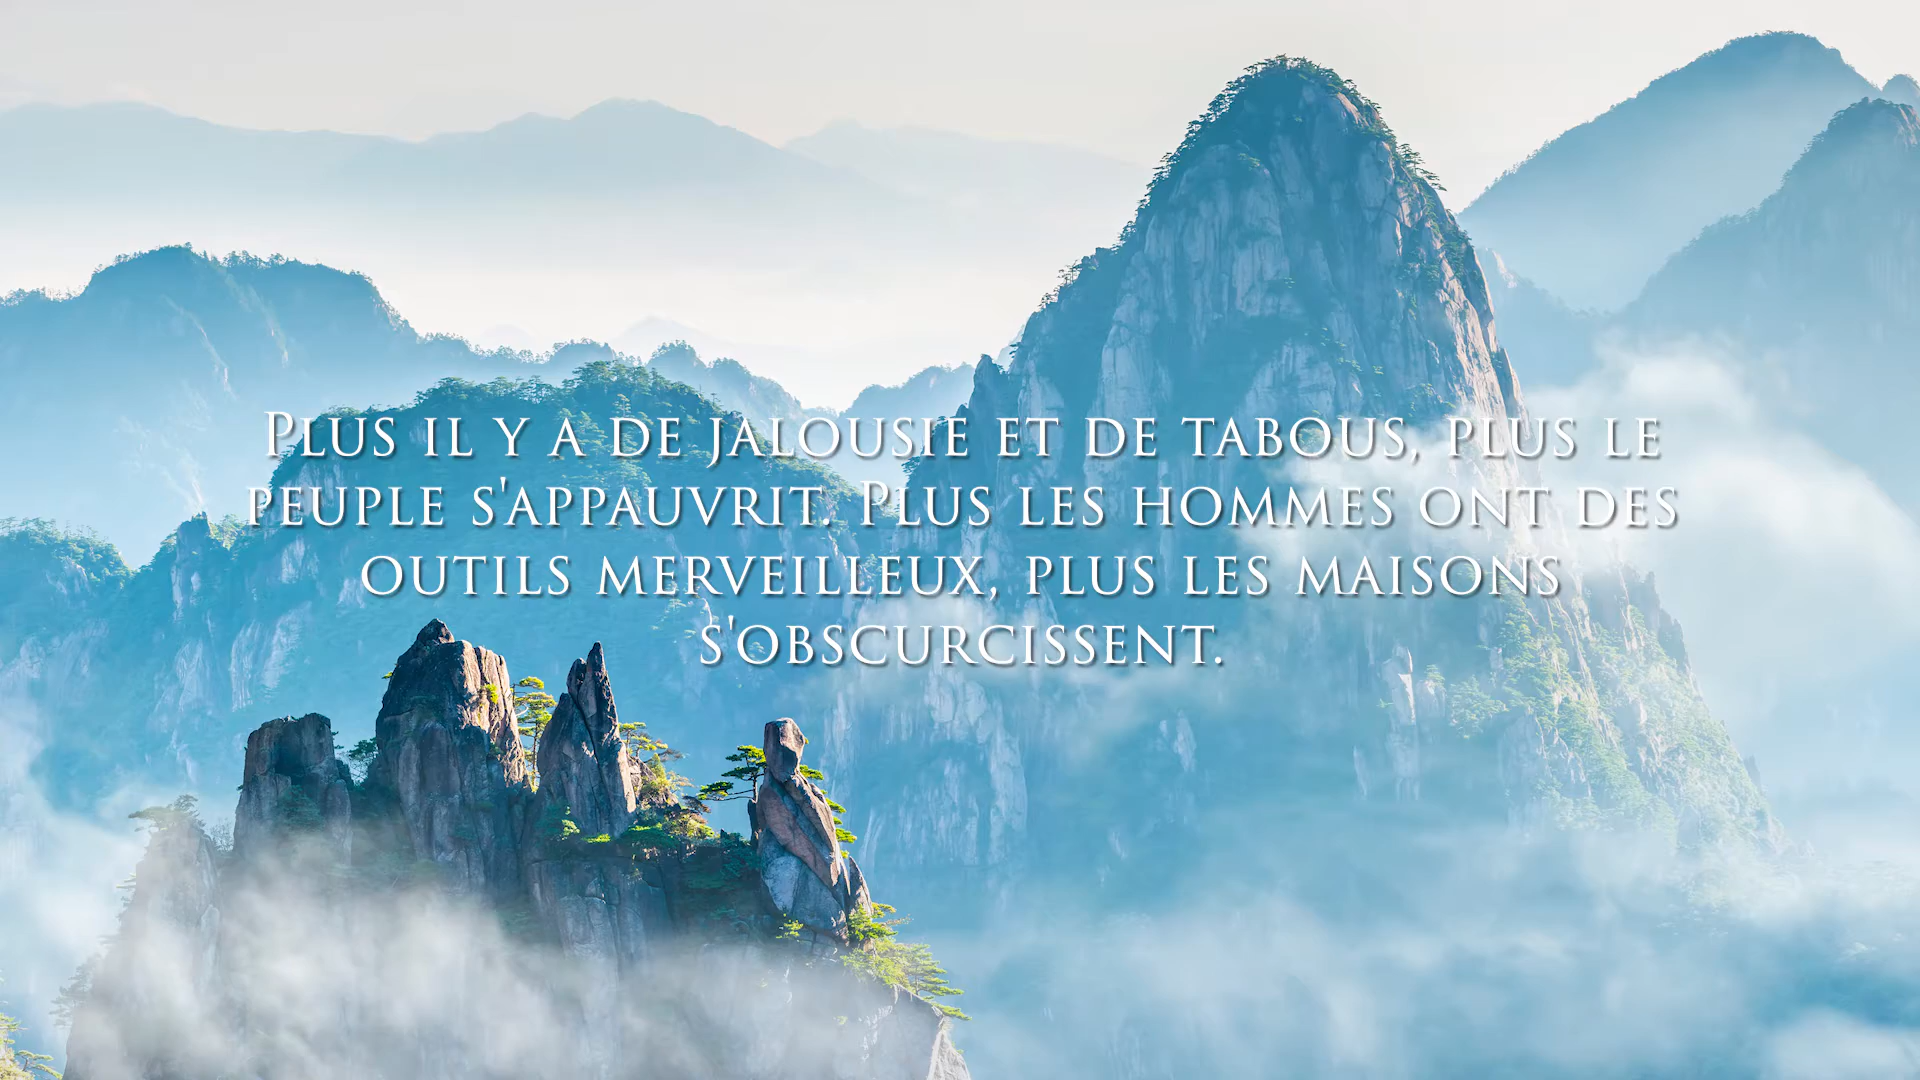 Plus il y a de jalousie et de tabous, plus le
peuple s'appauvrit. Plus les hommes ont des
outils merveilleux, plus les maisons
s'obscurcissent.